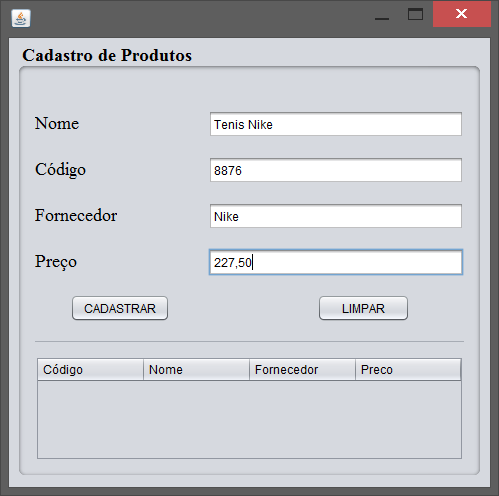 Cadastro de Produtos
Nome Tenis Nike
Código 8876
Fornecedor Nike
Preço 227,50
CADASTRAR LIMPAR
Código Nome Fornecedor Preco